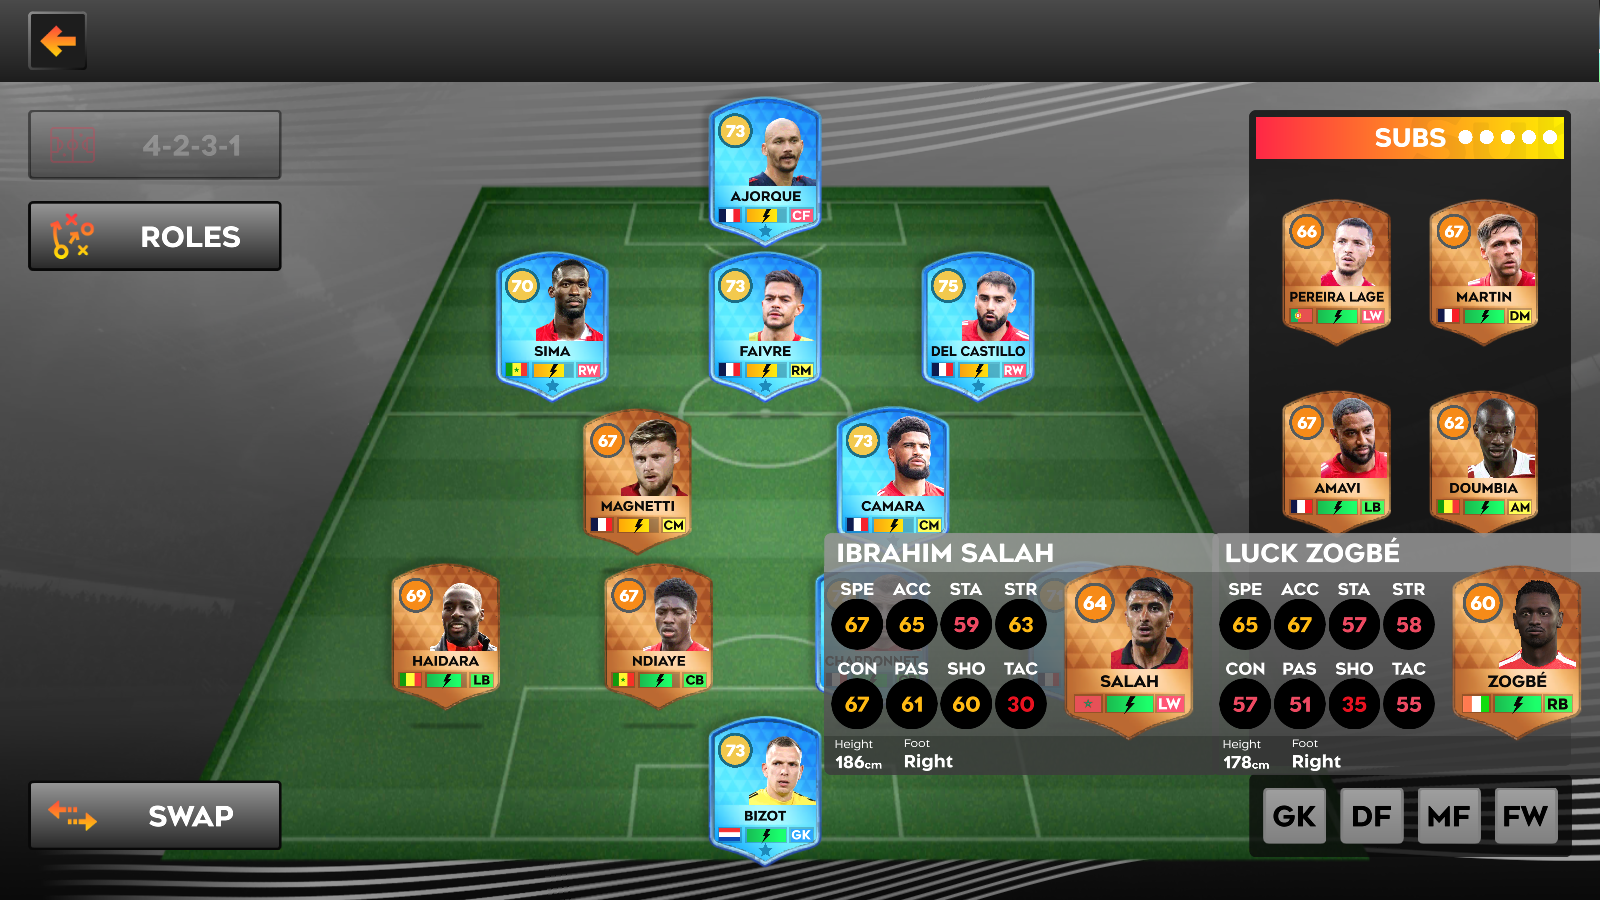 4-2-3-1
ROLES
SWAP
73
AJORQUE
CF
70
SIMA
RW
73
FAIVRE
RM
75
DEL CASTILLO
RW
67
MAGNETTI
CM
73
CAMARA
CM
69
HAIDARA
LB
67
NDIAYE
CB
CHARDONNET
73
BIZOT
GK
SUBS
66
PEREIRA LAGE
LW
67
MARTIN
DM
67
AMAVI
LB
62
DOUMBIA
AM
IBRAHIM SALAH
SPE ACC STA STR
67 65 59 63
CON PAS SHO TAC
67 61 60 30
Height Foot
186cm Right
64
SALAH
LW
LUCK ZOGBÉ
SPE ACC STA STR
65 67 57 58
CON PAS SHO TAC
57 51 35 55
Height Foot
178cm Right
60
ZOGBÉ
RB
GK DF MF FW